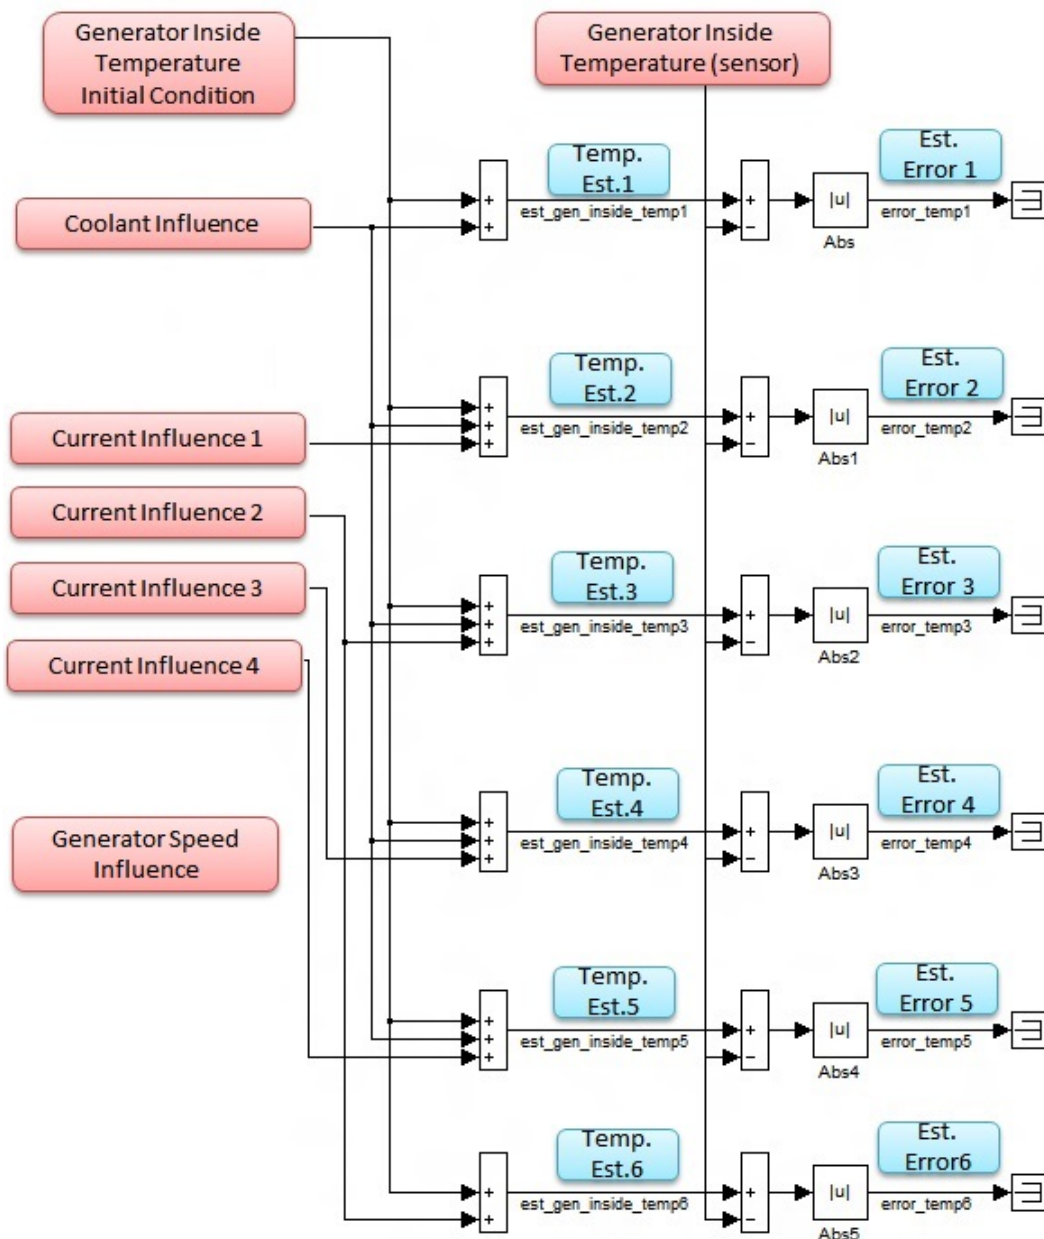 Generator Inside
Temperature
Initial Condition
Generator Inside
Temperature (sensor)
Coolant Influence
+
+
Temp.
Est.1
est_gen_inside_temp1
+
−
|u|
Abs
Est.
Error 1
error_temp1
Current Influence 1
+
+
+
Temp.
Est.2
est_gen_inside_temp2
+
−
|u|
Abs1
Est.
Error 2
error_temp2
Current Influence 2
Current Influence 3
Current Influence 4
+
+
+
Temp.
Est.3
est_gen_inside_temp3
+
−
|u|
Abs2
Est.
Error 3
error_temp3
Generator Speed
Influence
+
+
+
Temp.
Est.4
est_gen_inside_temp4
+
−
|u|
Abs3
Est.
Error 4
error_temp4
+
+
+
Temp.
Est.5
est_gen_inside_temp5
+
−
|u|
Abs4
Est.
Error 5
error_temp5
+
+
Temp.
Est.6
est_gen_inside_temp6
+
−
|u|
Abs5
Est.
Error6
error_temp6